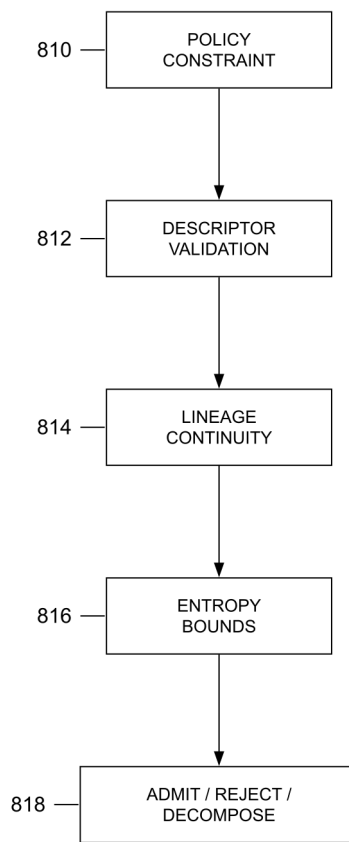 810
POLICY
CONSTRAINT
812
DESCRIPTOR
VALIDATION
814
LINEAGE
CONTINUITY
816
ENTROPY
BOUNDS
818
ADMIT / REJECT /
DECOMPOSE